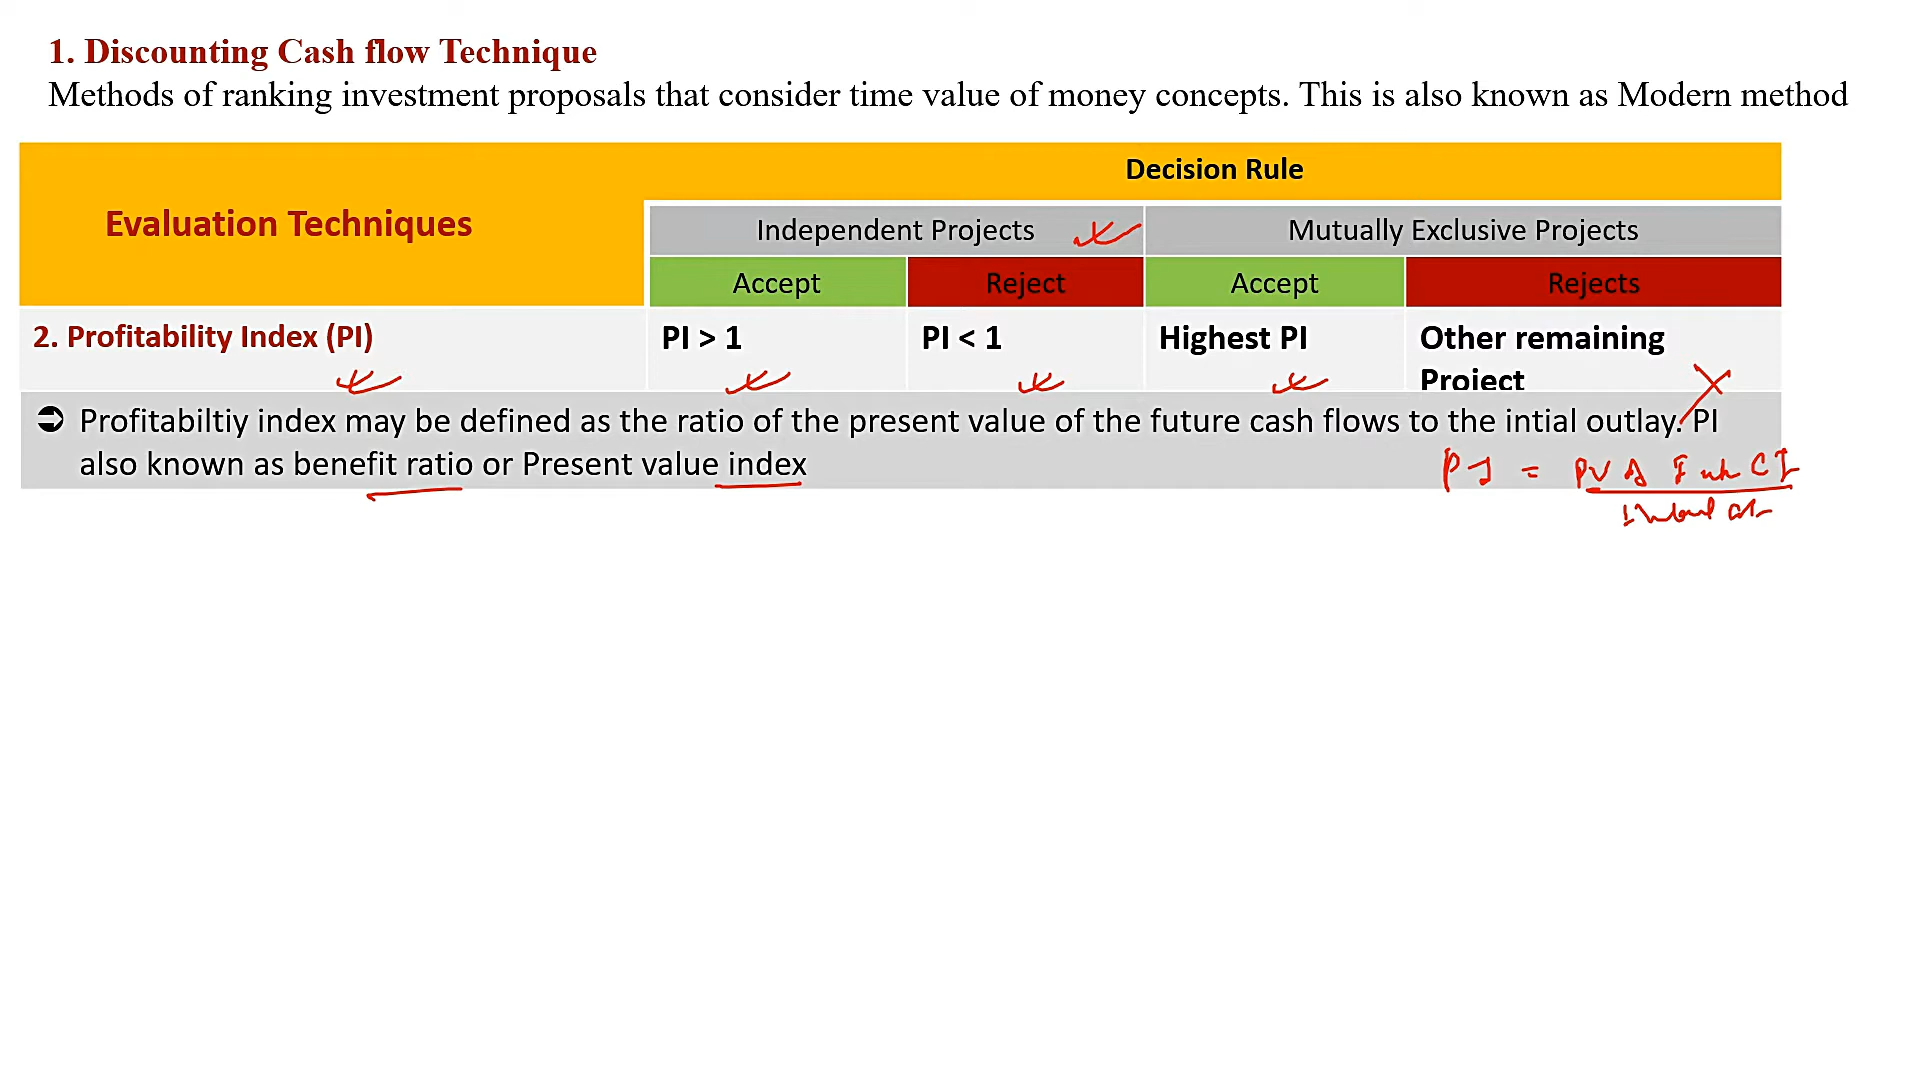 1. Discounting Cash flow Technique
Methods of ranking investment proposals that consider time value of money concepts. This is also known as Modern method
Decision Rule
Evaluation Techniques
Independent Projects
Mutually Exclusive Projects
Accept
Reject
Accept
Rejects
2. Profitability Index (PI)
PI > 1
PI < 1
Highest PI
Other remaining
Project
Profitabiltiy index may be defined as the ratio of the present value of the future cash flows to the intial outlay. PI
also known as benefit ratio or Present value index
PI = PV